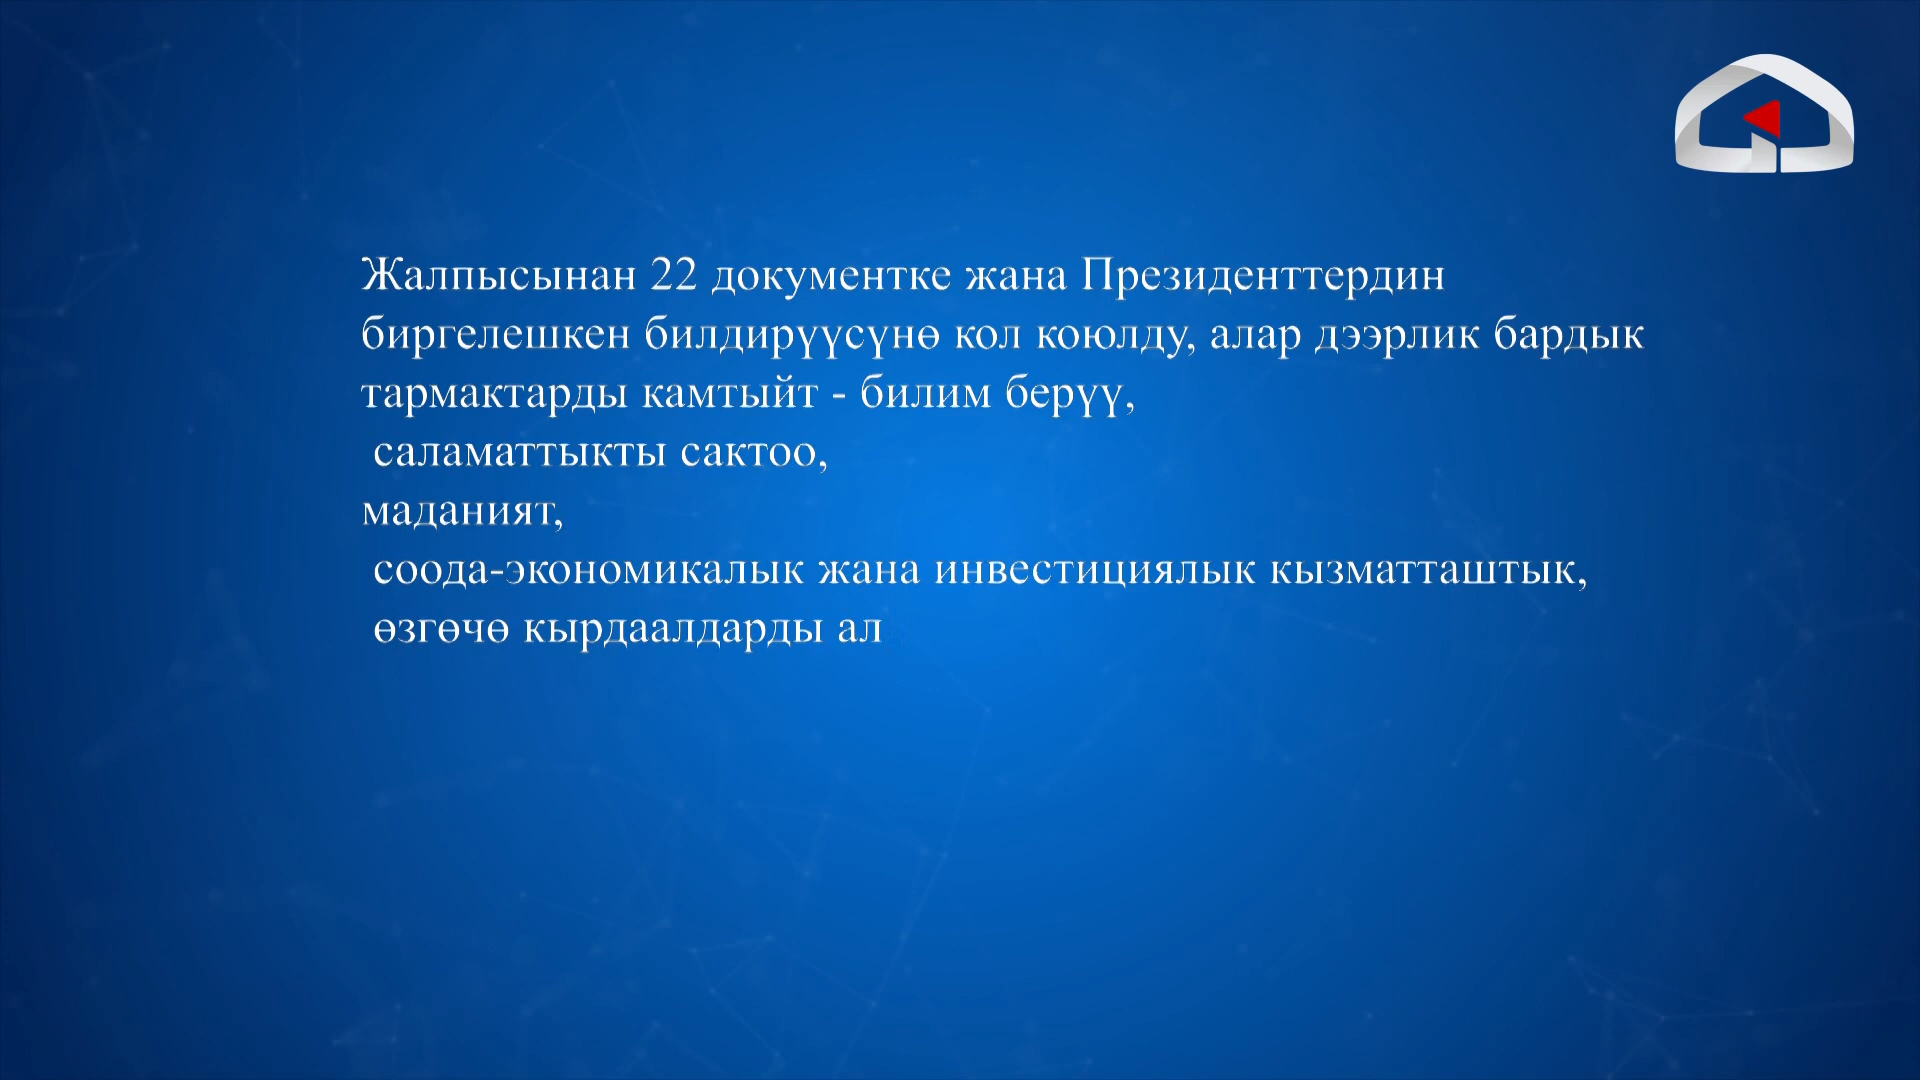 Жалпысынан 22 документке жана Президенттердин
биргелешкен билдирүүсүнө кол коюлду, алар дээрлик бардык
тармактарды камтыйт - билим берүү,
саламаттыкты сактоо,
маданият,
соода-экономикалык жана инвестициялык кызматташтык,
өзгөчө кырдаалдарды ал